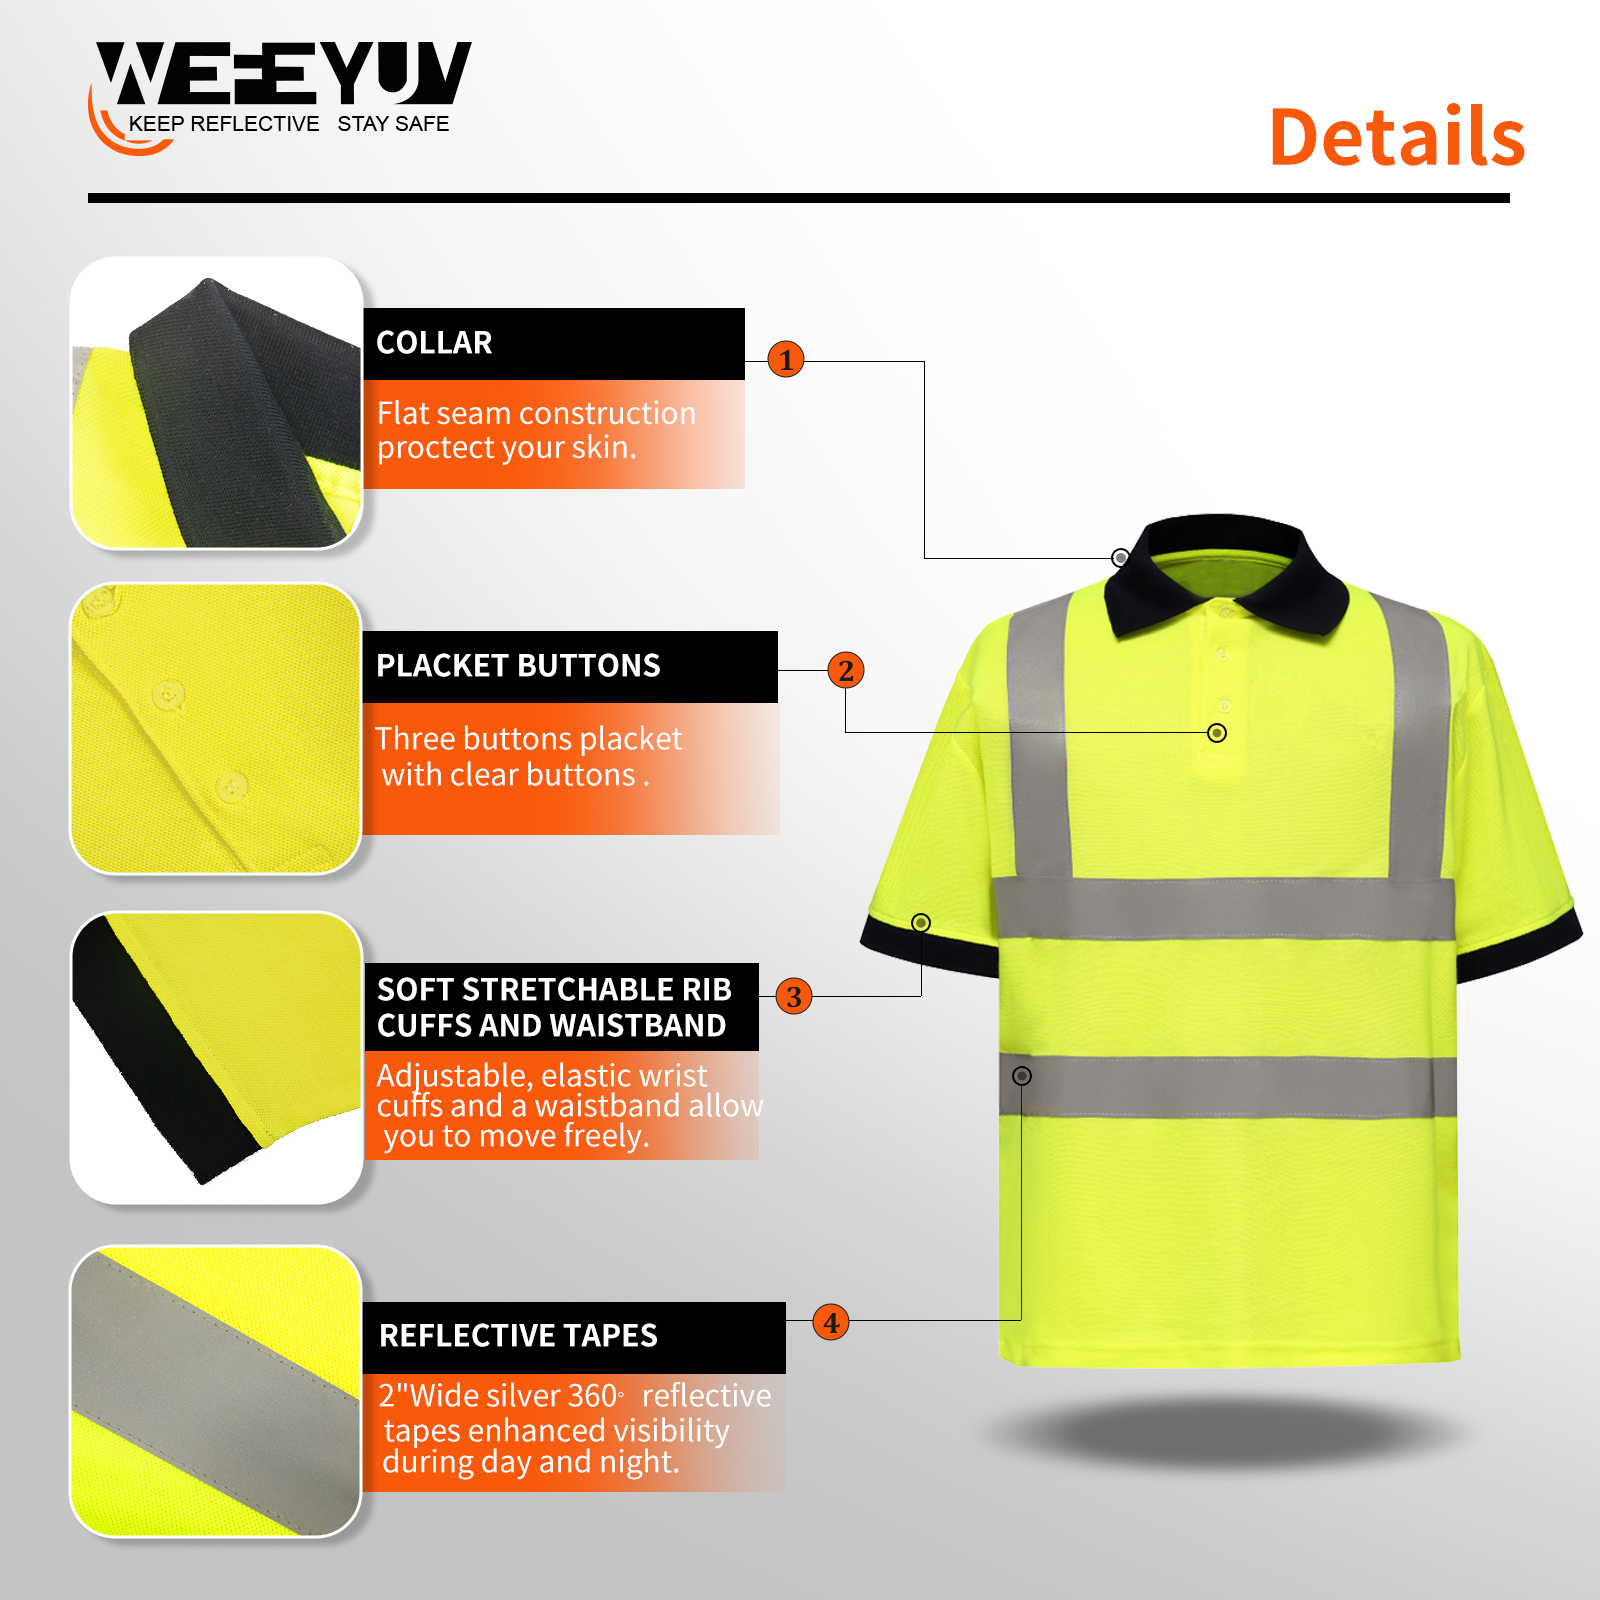 WEFEYUV
KEEP REFLECTIVE STAY SAFE
Details
COLLAR
Flat seam construction
proctect your skin.
1
PLACKET BUTTONS
Three buttons placket
with clear buttons .
2
SOFT STRETCHABLE RIB
CUFFS AND WAISTBAND
Adjustable, elastic wrist
cuffs and a waistband allow
you to move freely.
3
REFLECTIVE TAPES
2"Wide silver 360° reflective
tapes enhanced visibility
during day and night.
4